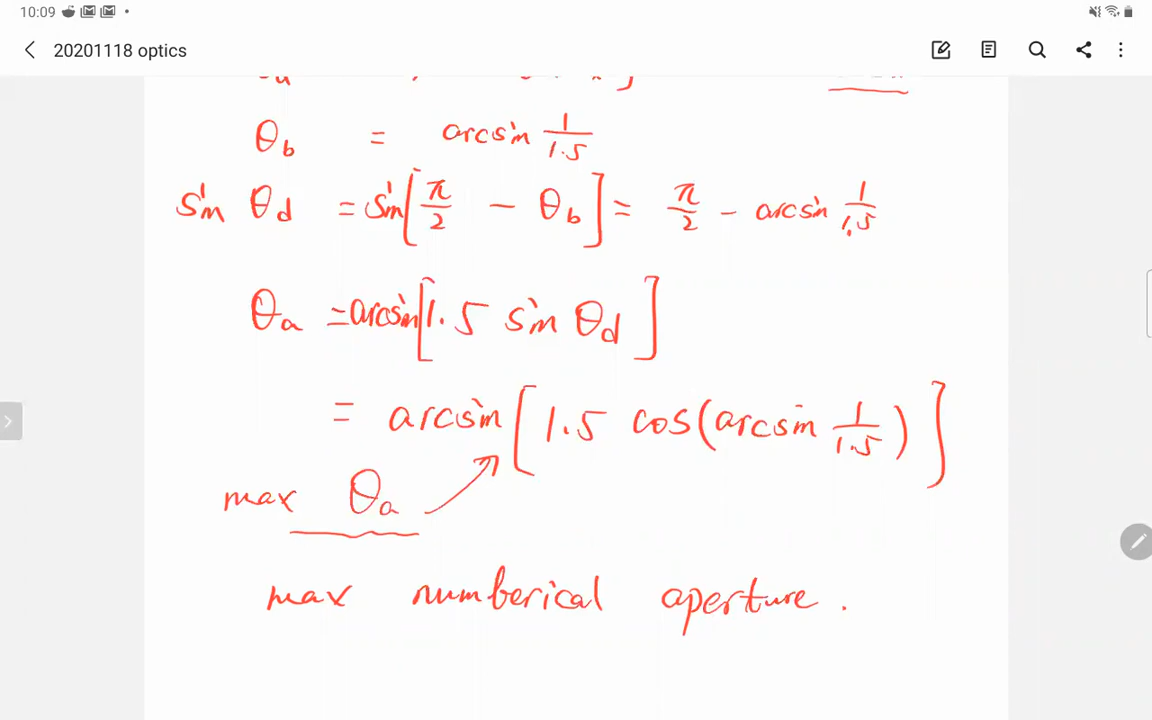 10:09
20201118 optics
θb = arcsin 1/1.5
sin θd = sin[π/2 - θb] = π/2 - arcsin 1/1.5
θa = arcsin[1.5 sin θd]
= arcsin[1.5 cos(arcsin 1/1.5)]
max θa
max numberical aperture.